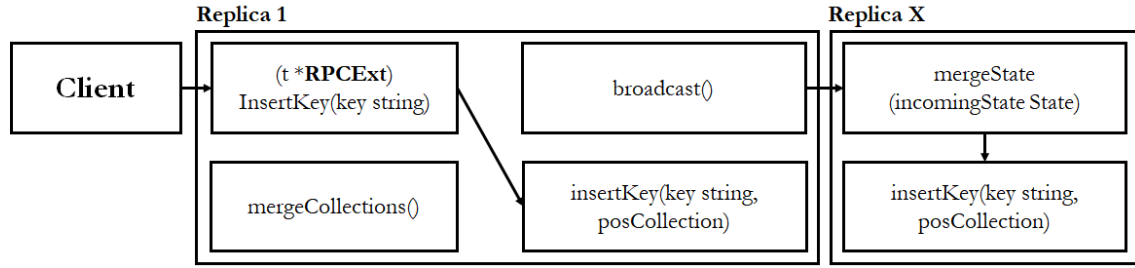 Replica 1
Replica X
Client
(t *RPCExt)
InsertKey(key string)
broadcast()
mergeState
(incomingState State)
mergeCollections()
insertKey(key string,
posCollection)
insertKey(key string,
posCollection)